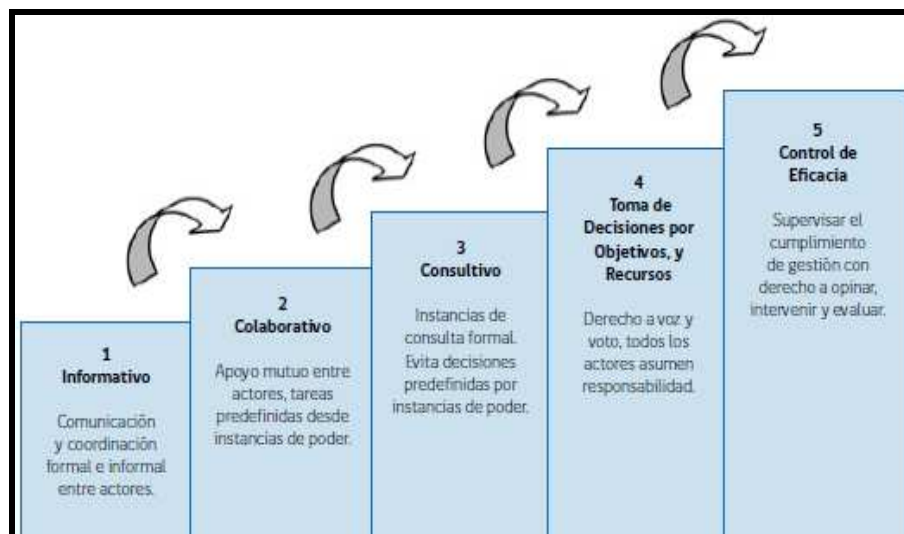 1
Informativo
Comunicación
y coordinación
formal e informal
entre actores.
2
Colaborativo
Apoyo mutuo entre
actores, tareas
predefinidas desde
instancias de poder.
3
Consultivo
Instancias de
consulta formal.
Evita decisiones
predefinidas por
instancias de poder.
4
Toma de
Decisiones por
Objetivos, y
Recursos
Derecho a voz y
voto, todos los
actores asumen
responsabilidad.
5
Control de
Eficacia
Supervisar el
cumplimiento
de gestión con
derecho a opinar,
intervenir y evaluar.